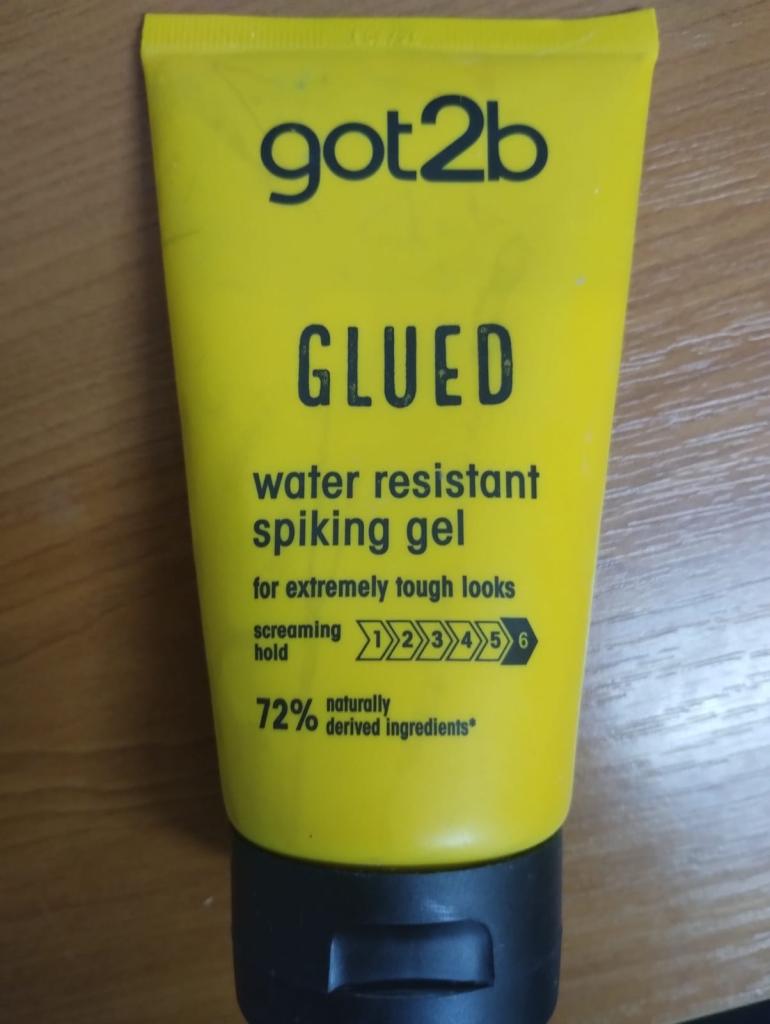 got2b
GLUED
water resistant
spiking gel
for extremely tough looks
screaming
hold
1 2 3 4 5 6
72% naturally
derived ingredients*